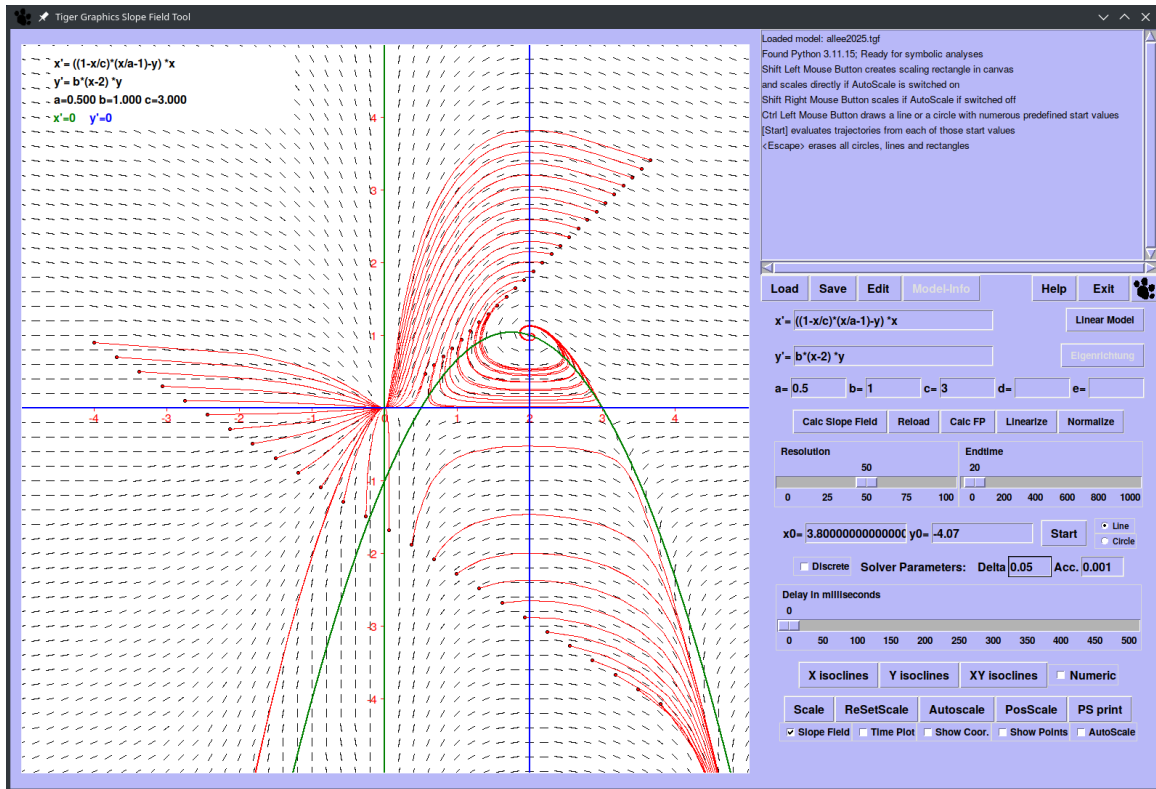 Tiger Graphics Slope Field Tool
x'= ((1-x/c)*(x/a-1)-y) *x
y'= b*(x-2) *y
a=0.500 b=1.000 c=3.000
x'=0 y'=0
4
3
2
1
-4 -3 -2 -1 0 1 2 3 4
-1
-2
-3
-4
Loaded model: allee2025.tgf
Found Python 3.11.15; Ready for symbolic analyses
Shift Left Mouse Button creates scaling rectangle in canvas
and scales directly if AutoScale is switched on
Shift Right Mouse Button scales if AutoScale if switched off
Ctrl Left Mouse Button draws a line or a circle with numerous predefined start values
[Start] evaluates trajectories from each of those start values
<Escape> erases all circles, lines and rectangles
Load Save Edit Model-Info Help Exit
x'= ((1-x/c)*(x/a-1)-y) *x Linear Model
y'= b*(x-2) *y Eigenrichtung
a= 0.5 b= 1 c= 3 d= e=
Calc Slope Field Reload Calc FP Linearize Normalize
Resolution Endtime
50 20
0 25 50 75 100 0 200 400 600 800 1000
x0= 3.80000000000000 y0= -4.07 Start Line
Circle
Discrete Solver Parameters: Delta 0.05 Acc. 0.001
Delay in milliseconds
0
0 50 100 150 200 250 300 350 400 450 500
X isoclines Y isoclines XY isoclines Numeric
Scale ReSetScale Autoscale PosScale PS print
Slope Field Time Plot Show Coor. Show Points AutoScale